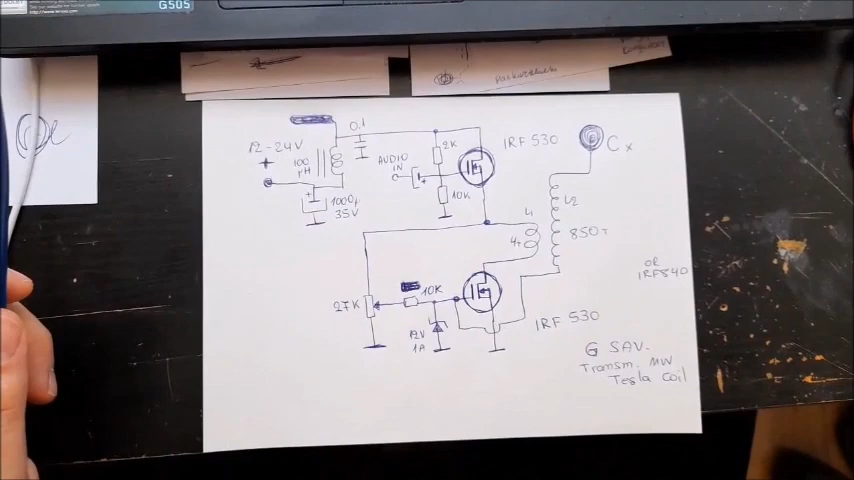 G505
12-24V
+
100
μH
0.1
+
1000μ
35V
AUDIO
IN
+
2K
10K
IRF 530
Cx
L1
4T
L2
850T
27K
10K
12V
1A
IRF 530
OR
IRF540
G SAV.
Transm. MW
Tesla Coil